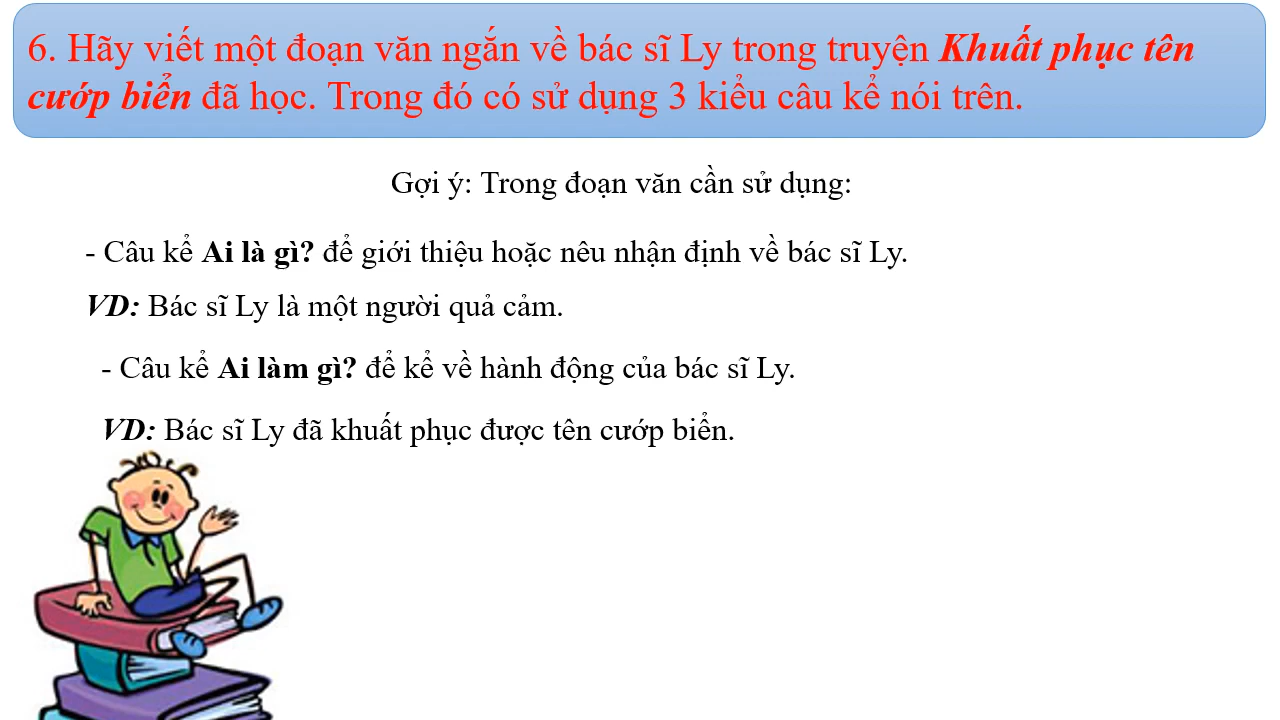 6. Hãy viết một đoạn văn ngắn về bác sĩ Ly trong truyện Khuất phục tên
cướp biển đã học. Trong đó có sử dụng 3 kiểu câu kể nói trên.
Gợi ý: Trong đoạn văn cần sử dụng:
- Câu kể Ai là gì? để giới thiệu hoặc nêu nhận định về bác sĩ Ly.
VD: Bác sĩ Ly là một người quả cảm.
- Câu kể Ai làm gì? để kể về hành động của bác sĩ Ly.
VD: Bác sĩ Ly đã khuất phục được tên cướp biển.